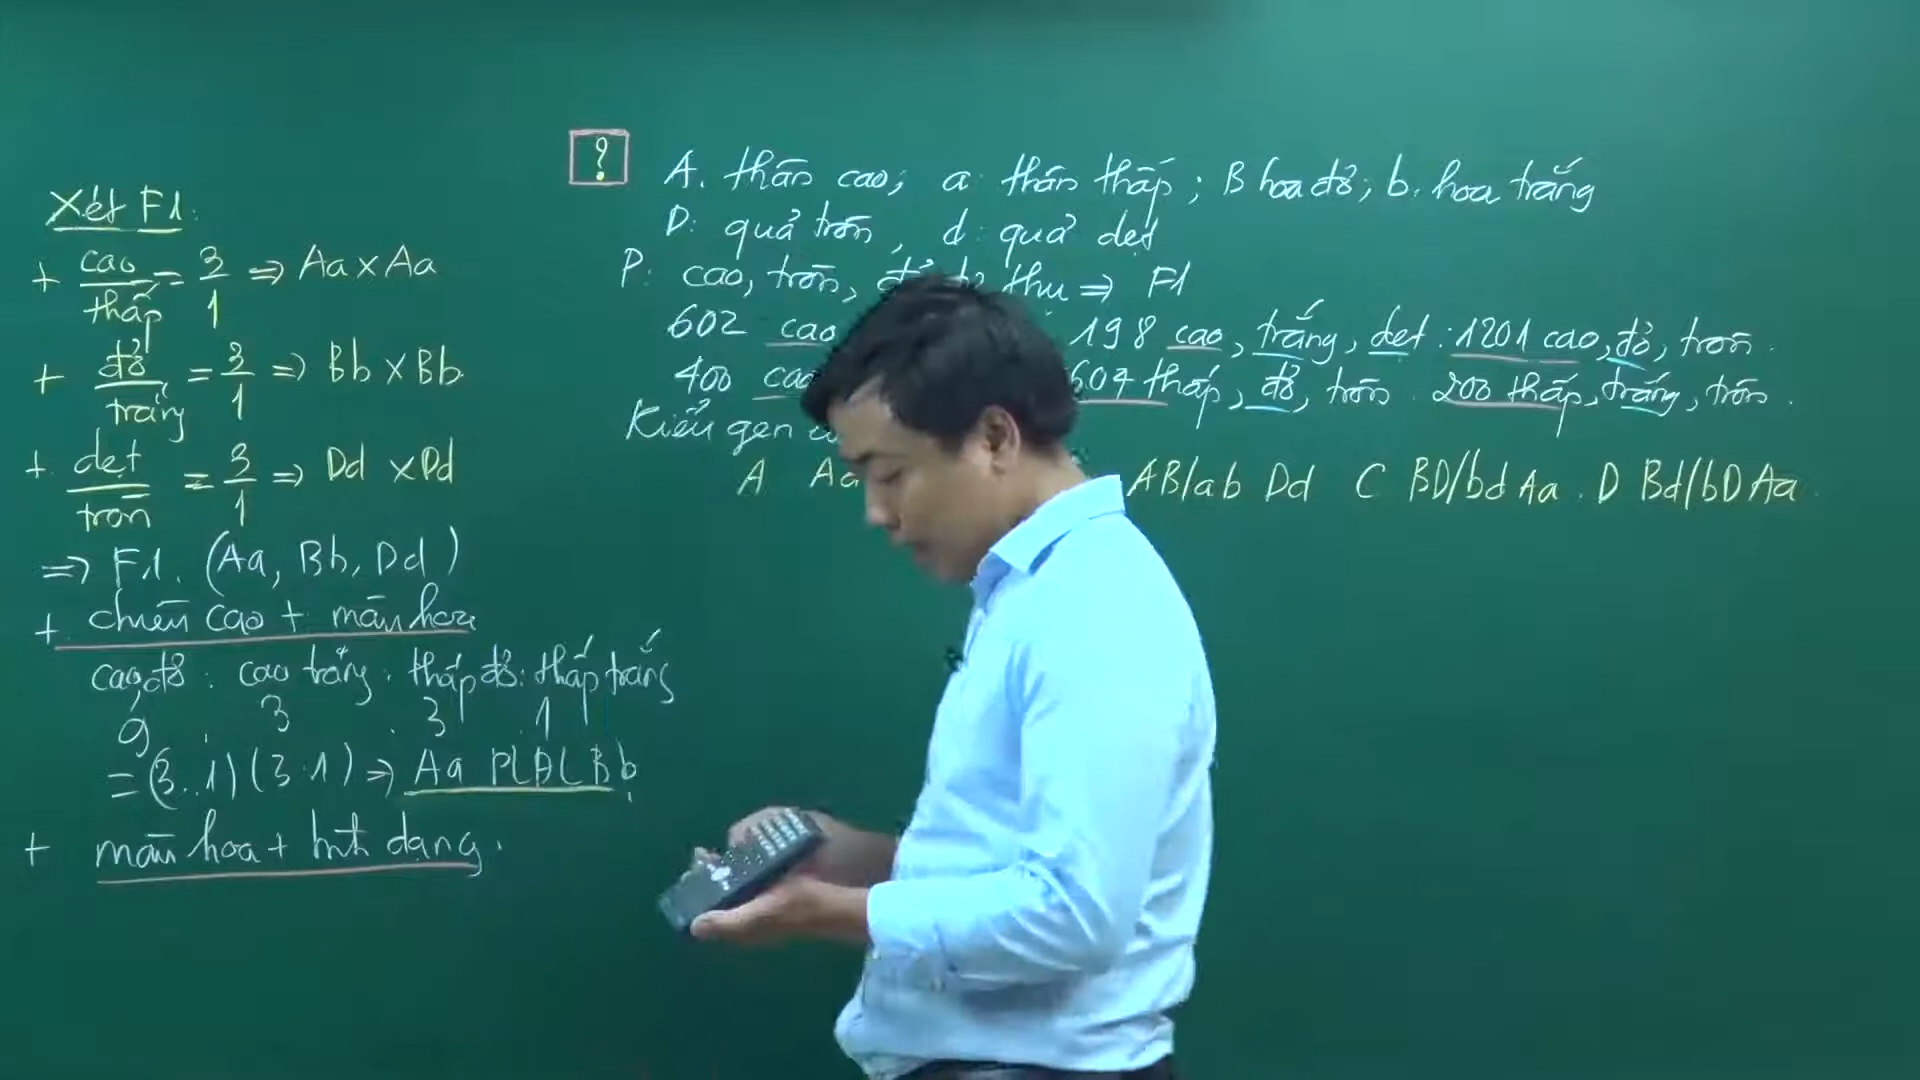 Xét F1:
+ cao/thấp = 3/1 => Aa x Aa
+ đỏ/trắng = 3/1 => Bb x Bb
+ dẹt/tròn = 3/1 => Dd x Dd
=> F1. (Aa, Bb, Dd)
+ chiều cao + màu hoa
cao, đỏ : cao trắng : thấp đỏ : thấp trắng
9 : 3 : 3 : 1
= (3:1)(3:1) => Aa PLĐL Bb
+ màu hoa + hình dạng.
?
A. thân cao; a thân thấp; B hoa đỏ; b. hoa trắng
D: quả tròn, d: quả dẹt
P: cao, tròn, thụ => F1
602 cao 198 cao, trắng, dẹt : 1201 cao, đỏ, tròn.
400 cao 604 thấp, đỏ, tròn. 200 thấp, trắng, tròn.
Kiểu gen
A Aa AB/ab Dd C BD/bd Aa. D Bd/bD Aa.